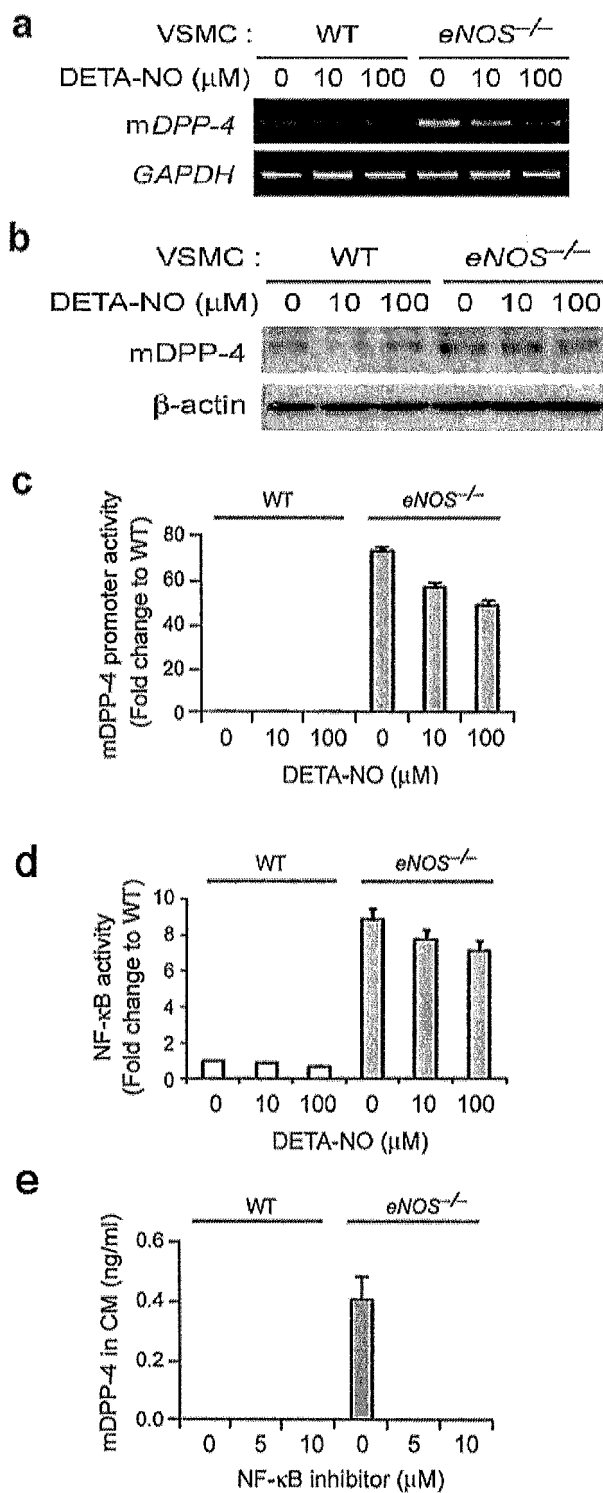 a
VSMC : WT eNOS–/–
DETA-NO (μM) 0 10 100 0 10 100
mDPP-4
GAPDH
b
VSMC : WT eNOS–/–
DETA-NO (μM) 0 10 100 0 10 100
mDPP-4
β-actin
c
WT eNOS–/–
mDPP-4 promoter activity
(Fold change to WT)
80
60
40
20
0
0 10 100 0 10 100
DETA-NO (μM)
d
WT eNOS–/–
NF-κB activity
(Fold change to WT)
10
8
6
4
2
0
0 10 100 0 10 100
DETA-NO (μM)
e
WT eNOS–/–
mDPP-4 in CM (ng/ml)
0.6
0.4
0.2
0.0
0 5 10 0 5 10
NF-κB inhibitor (μM)